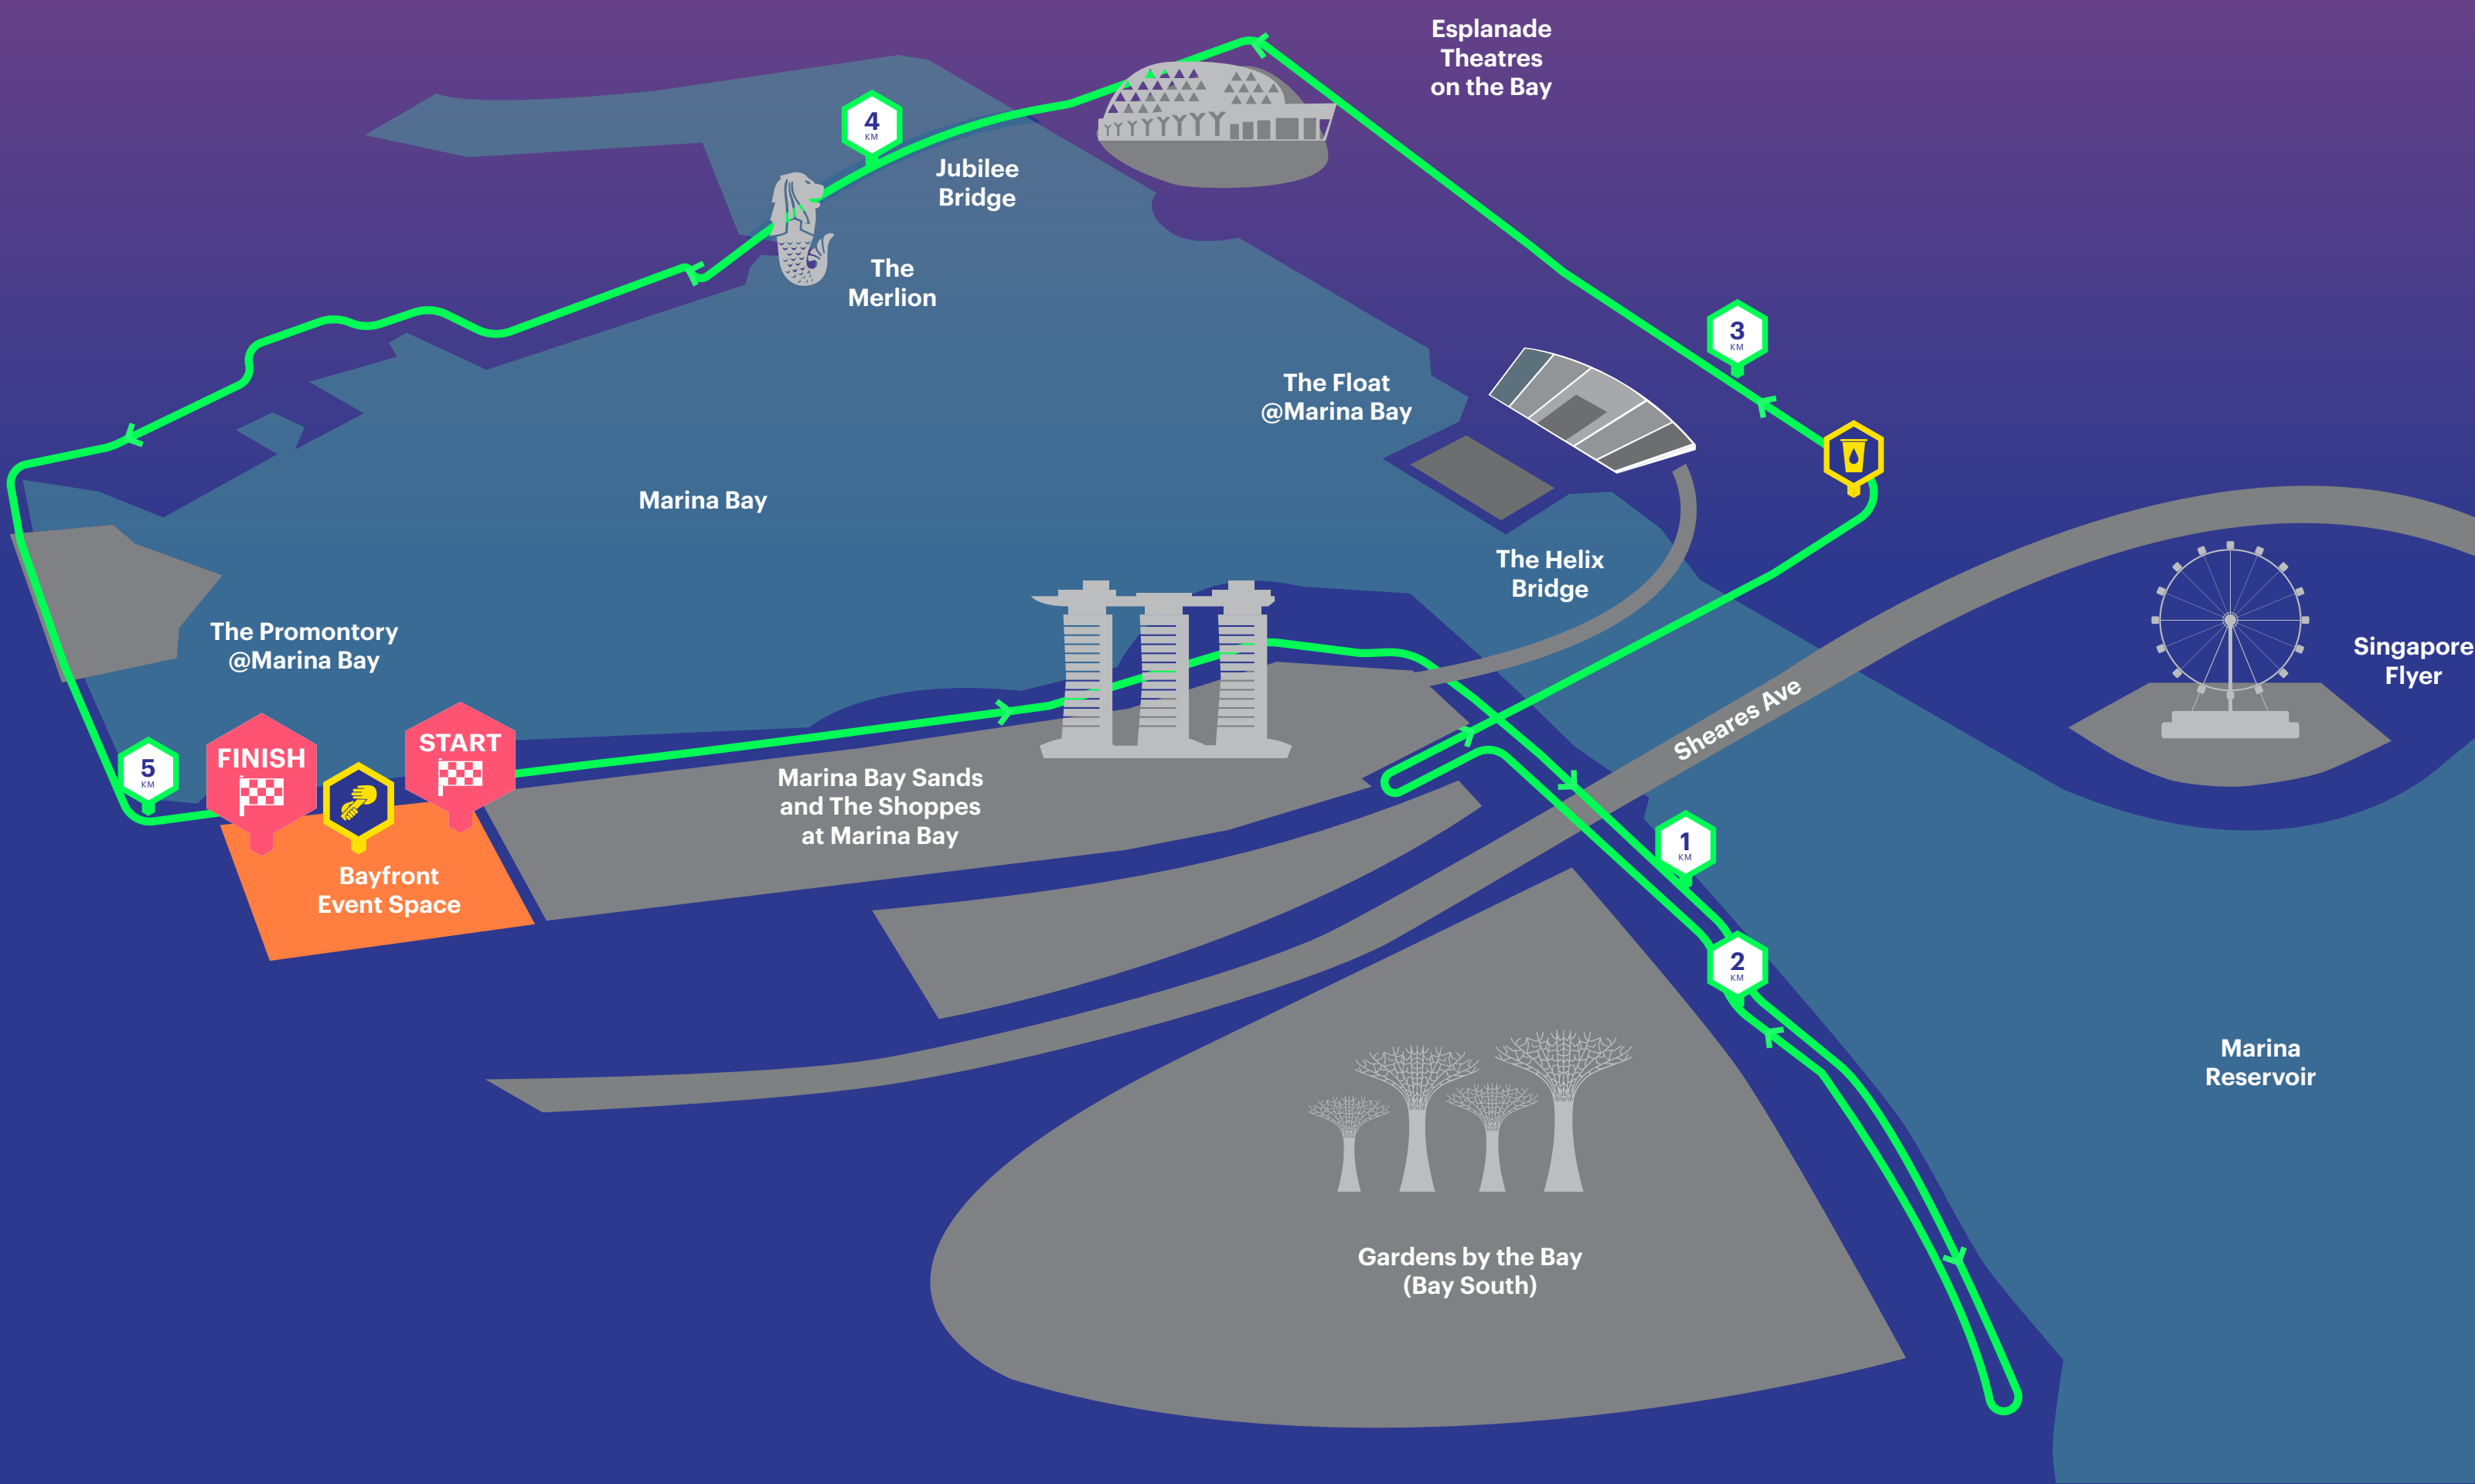 Esplanade
Theatres
on the Bay
4
KM
Jubilee
Bridge
The
Merlion
3
KM
The Float
@Marina Bay
Marina Bay
The Helix
Bridge
The Promontory
@Marina Bay
Singapore
Flyer
Sheares Ave
5
KM
FINISH
START
Marina Bay Sands
and The Shoppes
at Marina Bay
1
KM
Bayfront
Event Space
2
KM
Marina
Reservoir
Gardens by the Bay
(Bay South)